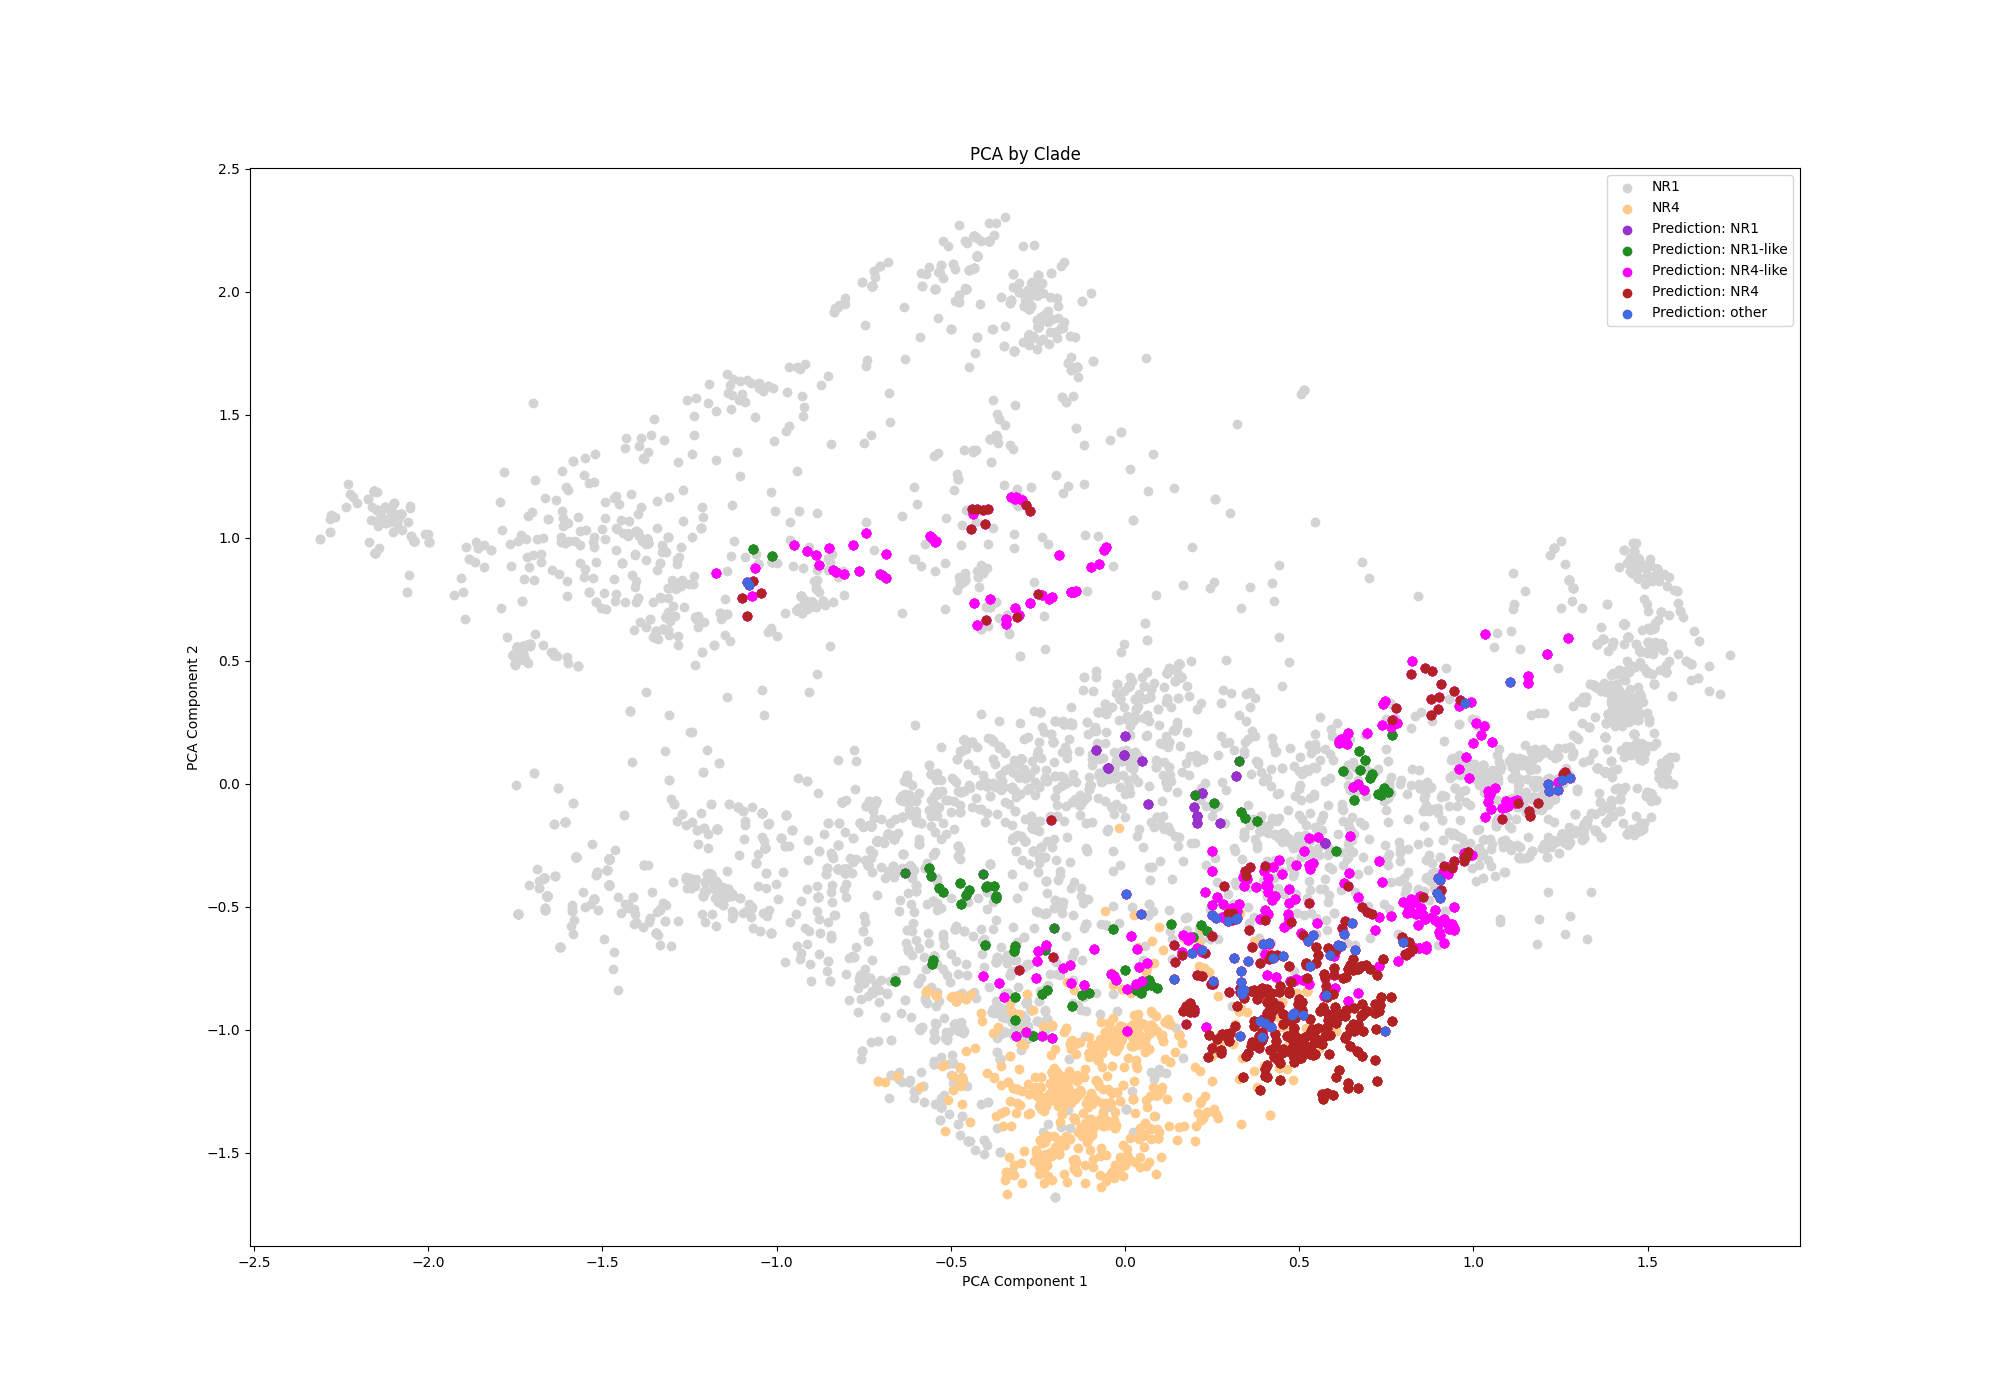 PCA by Clade
2.5
2.0
1.5
1.0
0.5
0.0
−0.5
−1.0
−1.5
PCA Component 2
−2.5
−2.0
−1.5
−1.0
−0.5
0.0
0.5
1.0
1.5
PCA Component 1
NR1
NR4
Prediction: NR1
Prediction: NR1-like
Prediction: NR4-like
Prediction: NR4
Prediction: other